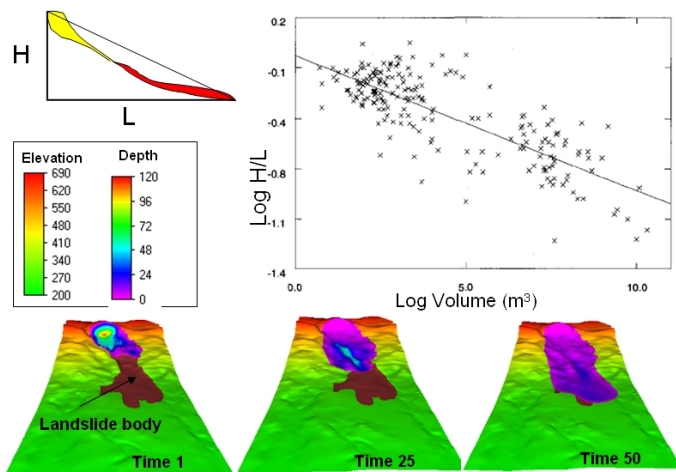 H
L
Elevation
690
620
550
480
410
340
270
200
Depth
120
96
72
48
24
0
Log H/L
0.2
-0.1
-0.4
-0.8
-1.1
-1.4
0.0
5.0
10.0
Log Volume (m³)
Landslide body
Time 1
Time 25
Time 50